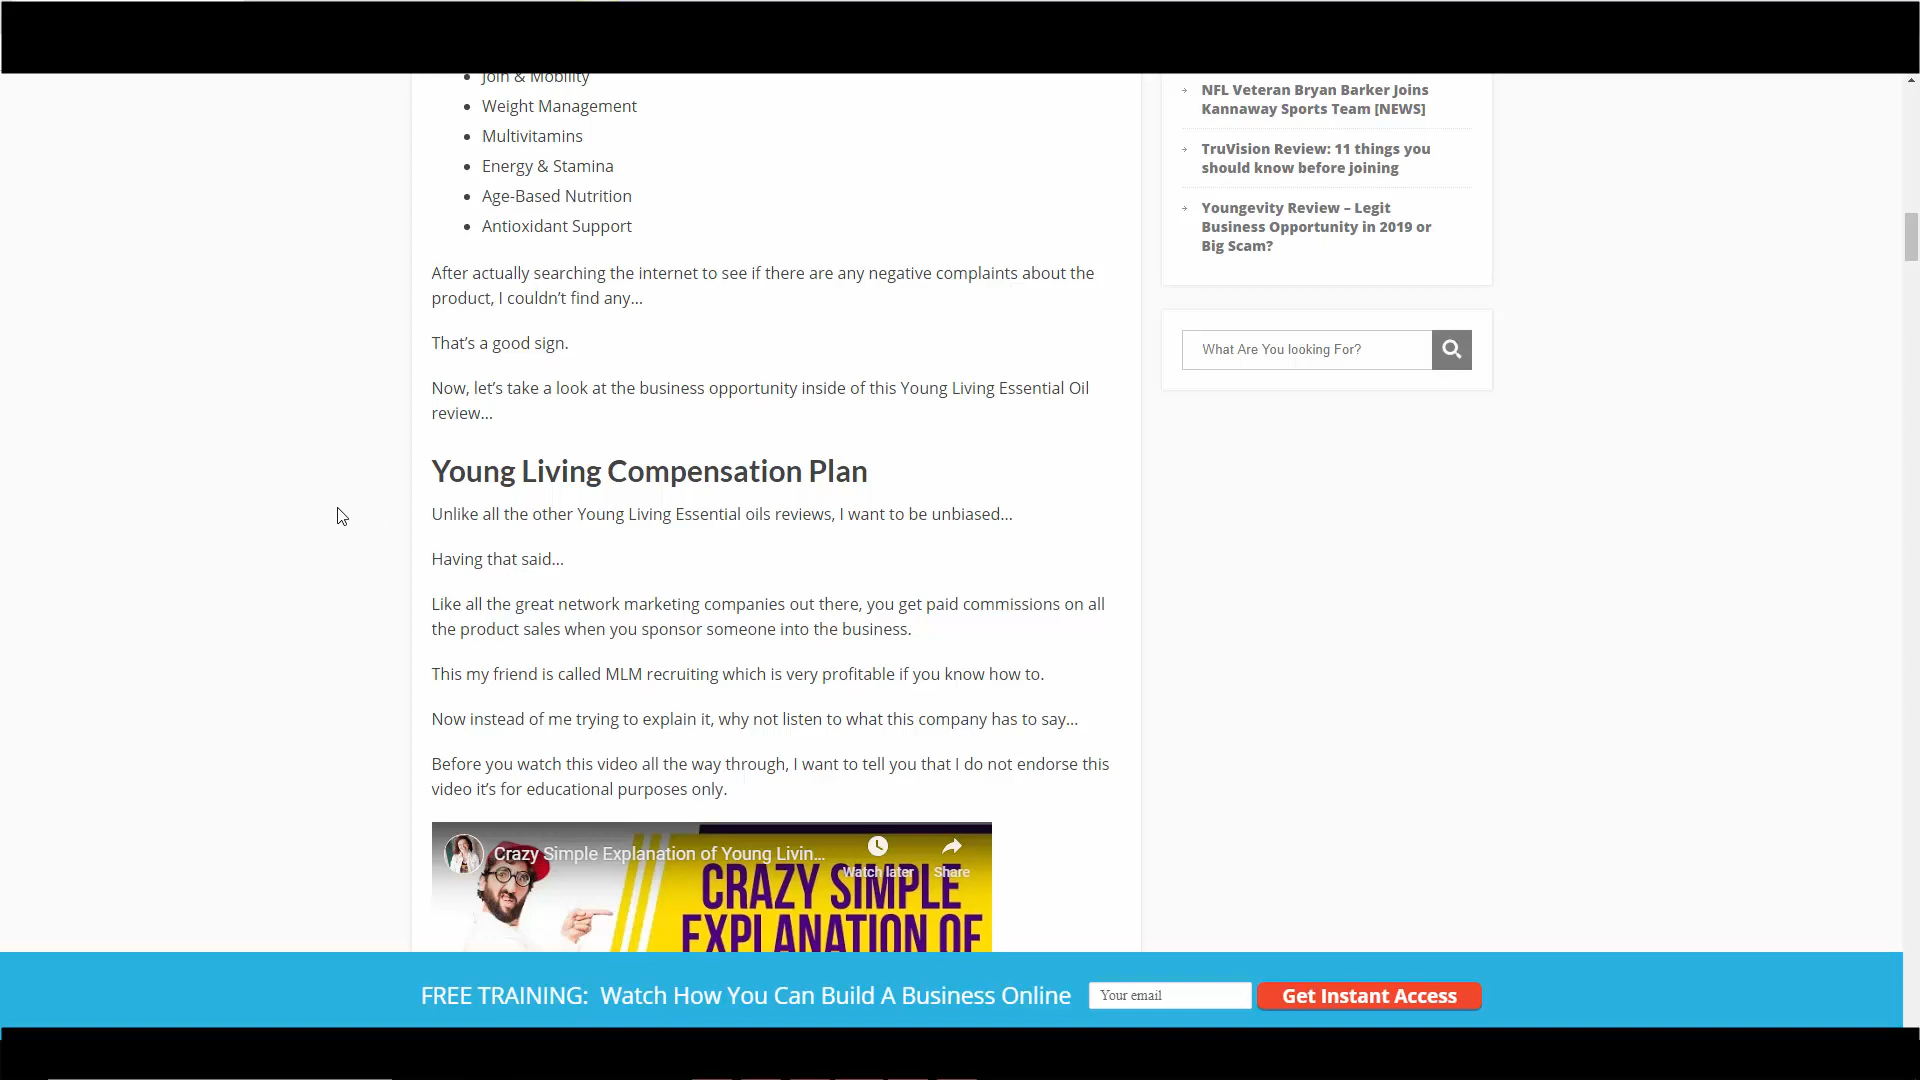 Join & Mobility
Weight Management
Multivitamins
Energy & Stamina
Age-Based Nutrition
Antioxidant Support
After actually searching the internet to see if there are any negative complaints about the
product, I couldn't find any...
That's a good sign.
Now, let's take a look at the business opportunity inside of this Young Living Essential Oil
review...
Young Living Compensation Plan
Unlike all the other Young Living Essential oils reviews, I want to be unbiased...
Having that said...
Like all the great network marketing companies out there, you get paid commissions on all
the product sales when you sponsor someone into the business.
This my friend is called MLM recruiting which is very profitable if you know how to.
Now instead of me trying to explain it, why not listen to what this company has to say...
Before you watch this video all the way through, I want to tell you that I do not endorse this
video it's for educational purposes only.
Crazy Simple Explanation of Young Livin...
Watch later
Share
CRAZY SIMPLE
EXPLANATION OF
NFL Veteran Bryan Barker Joins
Kannaway Sports Team [NEWS]
TruVision Review: 11 things you
should know before joining
Youngevity Review – Legit
Business Opportunity in 2019 or
Big Scam?
What Are You looking For?
FREE TRAINING: Watch How You Can Build A Business Online
Your email
Get Instant Access